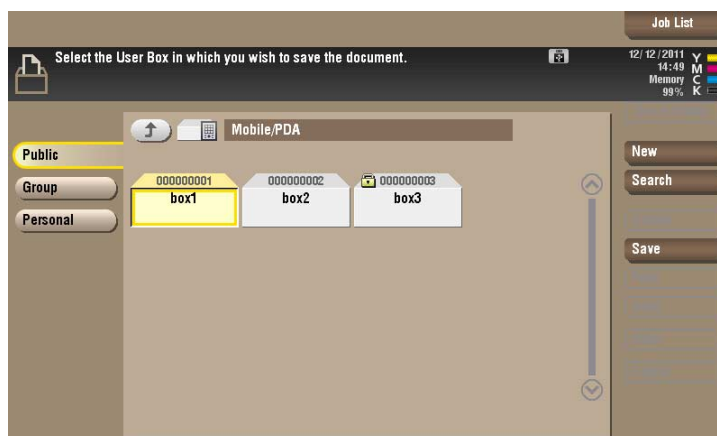 Job List
Select the User Box in which you wish to save the document.
12/12/2011
14:49
Memory
99%
Y
M
C
K
Mobile/PDA
Public
Group
Personal
000000001
box1
000000002
box2
000000003
box3
New
Search
Save